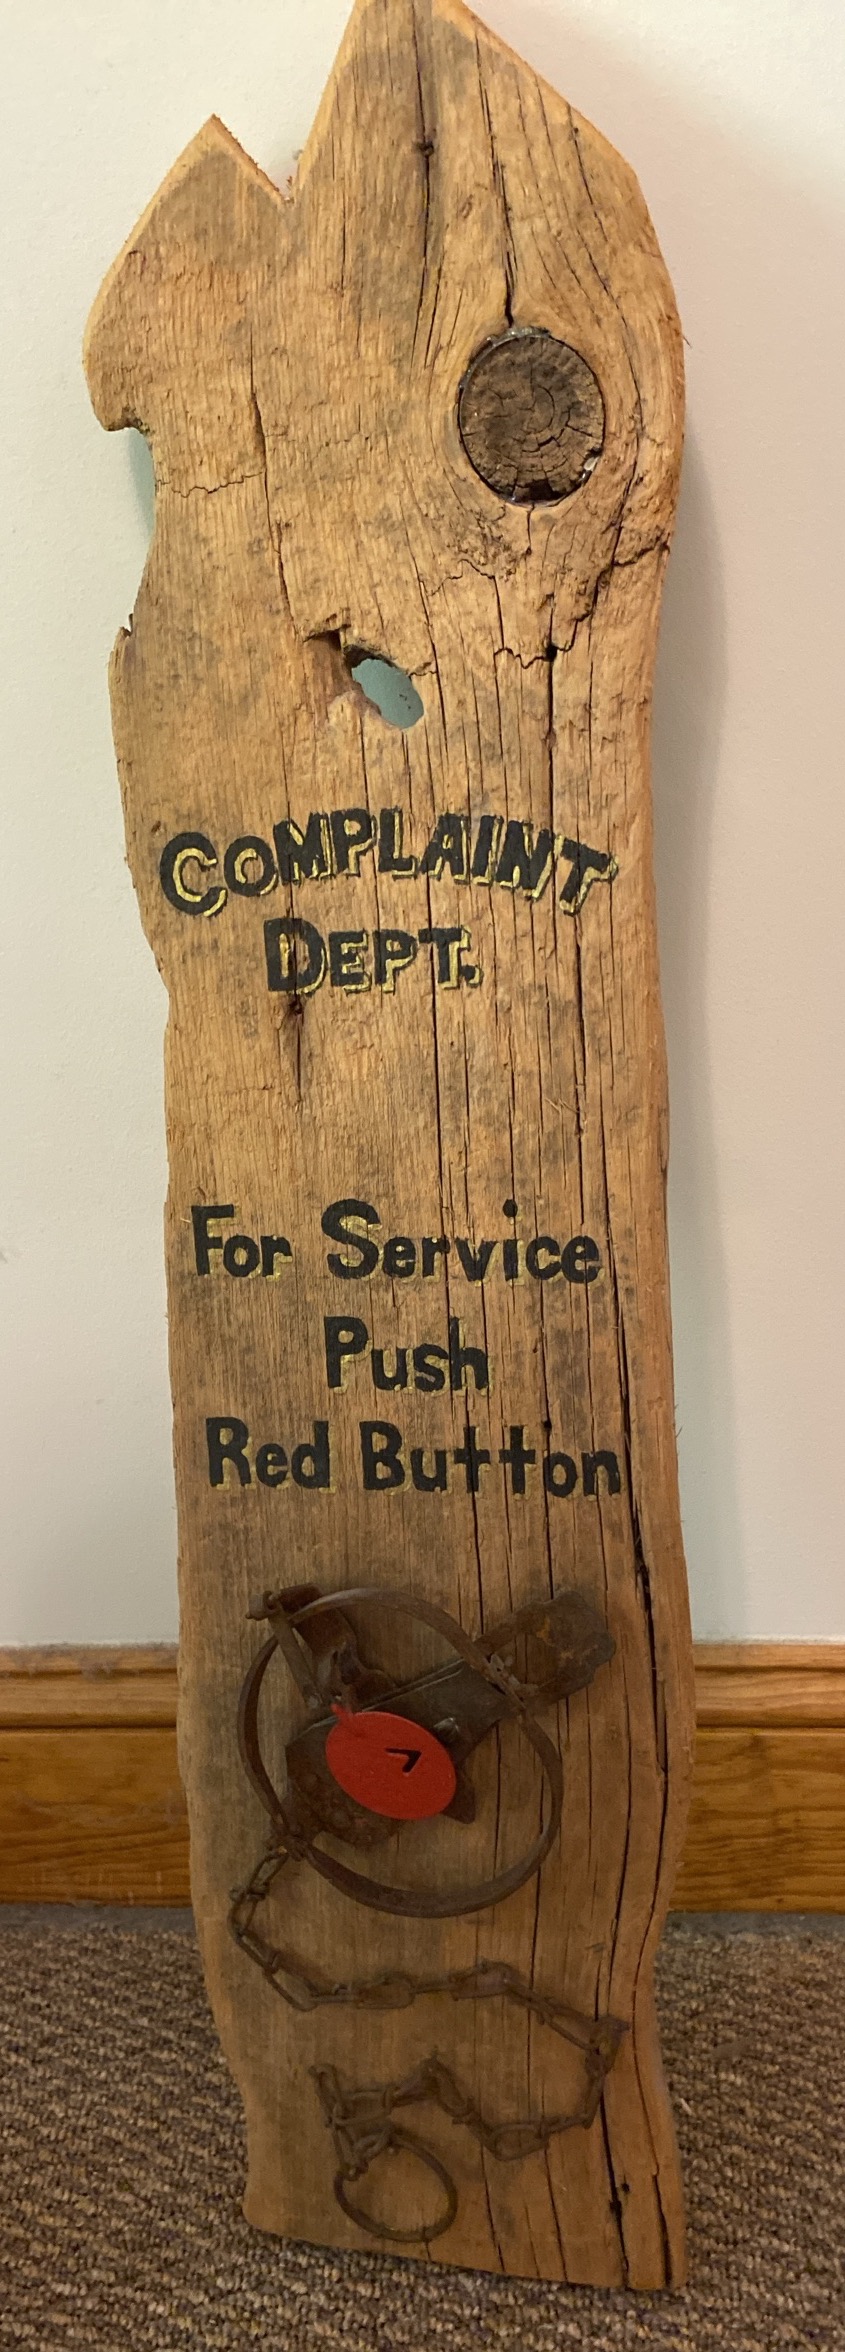 COMPLAINT
DEPT.
For Service
Push
Red Button